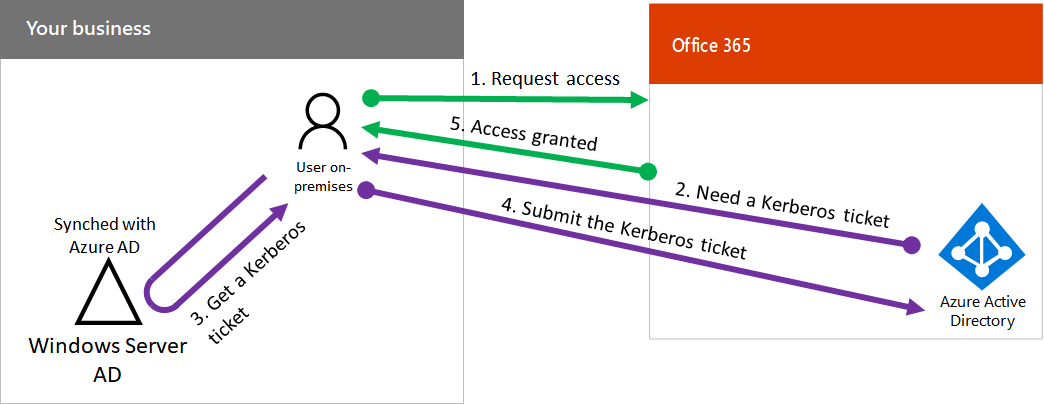 Your business
Office 365
1. Request access
5. Access granted
User on-
premises
2. Need a Kerberos ticket
4. Submit the Kerberos ticket
Synched with
Azure AD
3. Get a Kerberos
ticket
Windows Server
AD
Azure Active
Directory